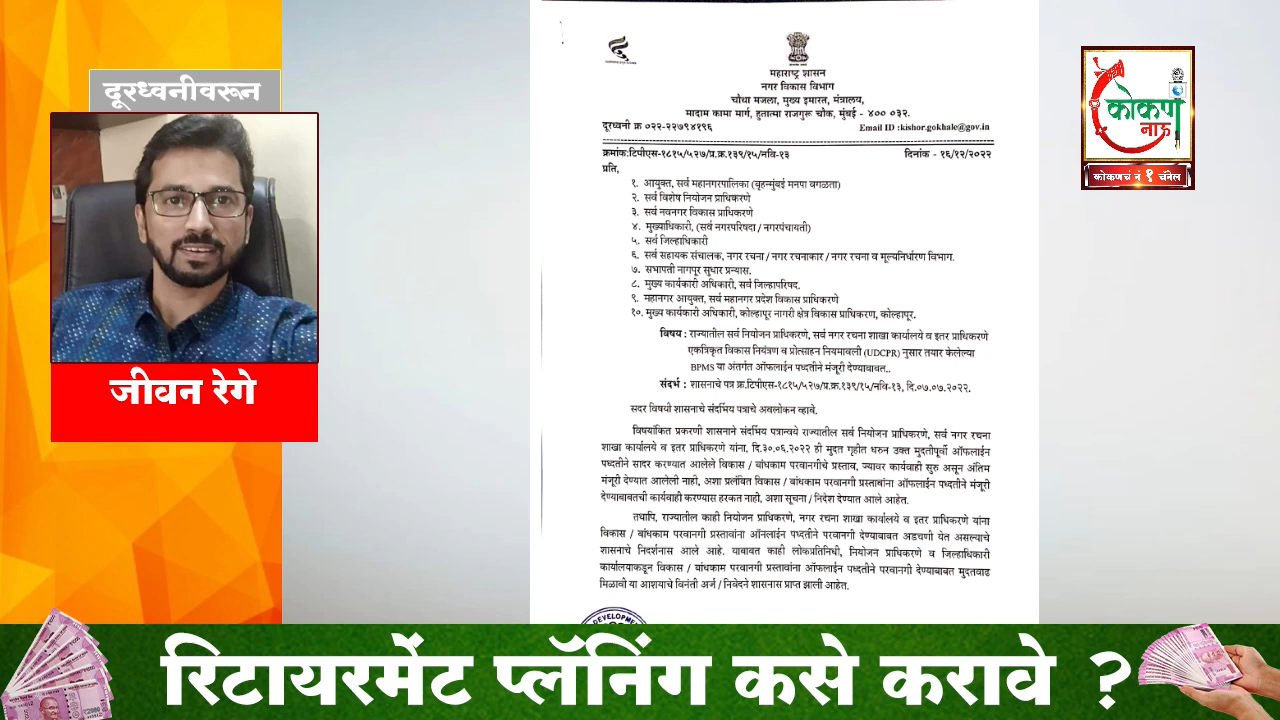 दूरध्वनीवरून
जीवन रेगे
महाराष्ट्र शासन
नगर विकास विभाग
चौथा मजला, मुख्य इमारत, मंत्रालय,
मादाम कामा मार्ग, हुतात्मा राजगुरू चौक, मुंबई - ४०० ०३२.
दूरध्वनी क्र ०२२-२२७९४१९६ Email ID :kishor.gokhale@gov.in
क्रमांक:टिपीएस-१८१५/५२७/प्र.क्र.१३९/१५/नवि-१३ दिनांक - १६/१२/२०२२
प्रति,
१. आयुक्त, सर्व महानगरपालिका (बृहन्मुंबई मनपा वगळता)
२. सर्व विशेष नियोजन प्राधिकरणे
३. सर्व नवनगर विकास प्राधिकरणे
४. मुख्याधिकारी, (सर्व नगरपरिषदा / नगरपंचायती)
५. सर्व जिल्हाधिकारी
६. सर्व सहायक संचालक, नगर रचना / नगर रचनाकार / नगर रचना व मूल्यनिर्धारण विभाग.
७. सभापती नागपूर सुधार प्रन्यास.
८. मुख्य कार्यकारी अधिकारी, सर्व जिल्हापरिषद.
९. महानगर आयुक्त, सर्व महानगर प्रदेश विकास प्राधिकरणे
१०. मुख्य कार्यकारी अधिकारी, कोल्हापूर नागरी क्षेत्र विकास प्राधिकरण, कोल्हापूर.
विषय : राज्यातील सर्व नियोजन प्राधिकरणे, सर्व नगर रचना शाखा कार्यालये व इतर प्राधिकरणे
एकत्रिकृत विकास नियंत्रण व प्रोत्साहन नियमावली (UDCPR) नुसार तयार केलेल्या
BPMS या अंतर्गत ऑफलाईन पध्दतीने मंजूरी देण्याबाबत..
संदर्भ : शासनाचे पत्र क्र.टिपीएस-१८१५/५२७/प्र.क्र.१३९/१५/नवि-१३, दि.०७.०७.२०२२.
सदर विषयी शासनाचे संदर्भिय पत्राचे अवलोकन व्हावे.
विषयांकित प्रकरणी शासनाने संदर्भिय पत्रान्वये राज्यातील सर्व नियोजन प्राधिकरणे, सर्व नगर रचना
शाखा कार्यालये व इतर प्राधिकरणे यांना, दि.३०.०६.२०२२ ही मुदत गृहीत धरुन उक्त मुदतीपूर्वी ऑफलाईन
पध्दतीने सादर करण्यात आलेले विकास / बांधकाम परवानगीचे प्रस्ताव, ज्यावर कार्यवाही सुरु असून अंतिम
मंजूरी देण्यात आलेली नाही, अशा प्रलंबित विकास / बांधकाम परवानगी प्रस्तावांना ऑफलाईन पध्दतीने मंजूरी
देण्याबाबतची कार्यवाही करण्यास हरकत नाही, अशा सूचना / निदेश देण्यात आले आहेत.
तथापि, राज्यातील काही नियोजन प्राधिकरणे, नगर रचना शाखा कार्यालये व इतर प्राधिकरणे यांना
विकास / बांधकाम परवानगी प्रस्तावांना ऑनलाईन पध्दतीने परवानगी देण्याबाबत अडचणी येत असल्याचे
शासनाचे निदर्शनास आले आहे. याबाबत काही लोकप्रतिनिधी, नियोजन प्राधिकरणे व जिल्हाधिकारी
कार्यालयाकडून विकास / बांधकाम परवानगी प्रस्तावांना ऑफलाईन पध्दतीने परवानगी देण्याबाबत मुदतवाढ
मिळावी या आशयाचे विनंती अर्ज / निवेदने शासनास प्राप्त झाली आहेत.
DEVELOPMEN
कोकण
नाऊ
कोकणचं नं १ चॅनेल
रिटायरमेंट प्लॅनिंग कसे करावे ?